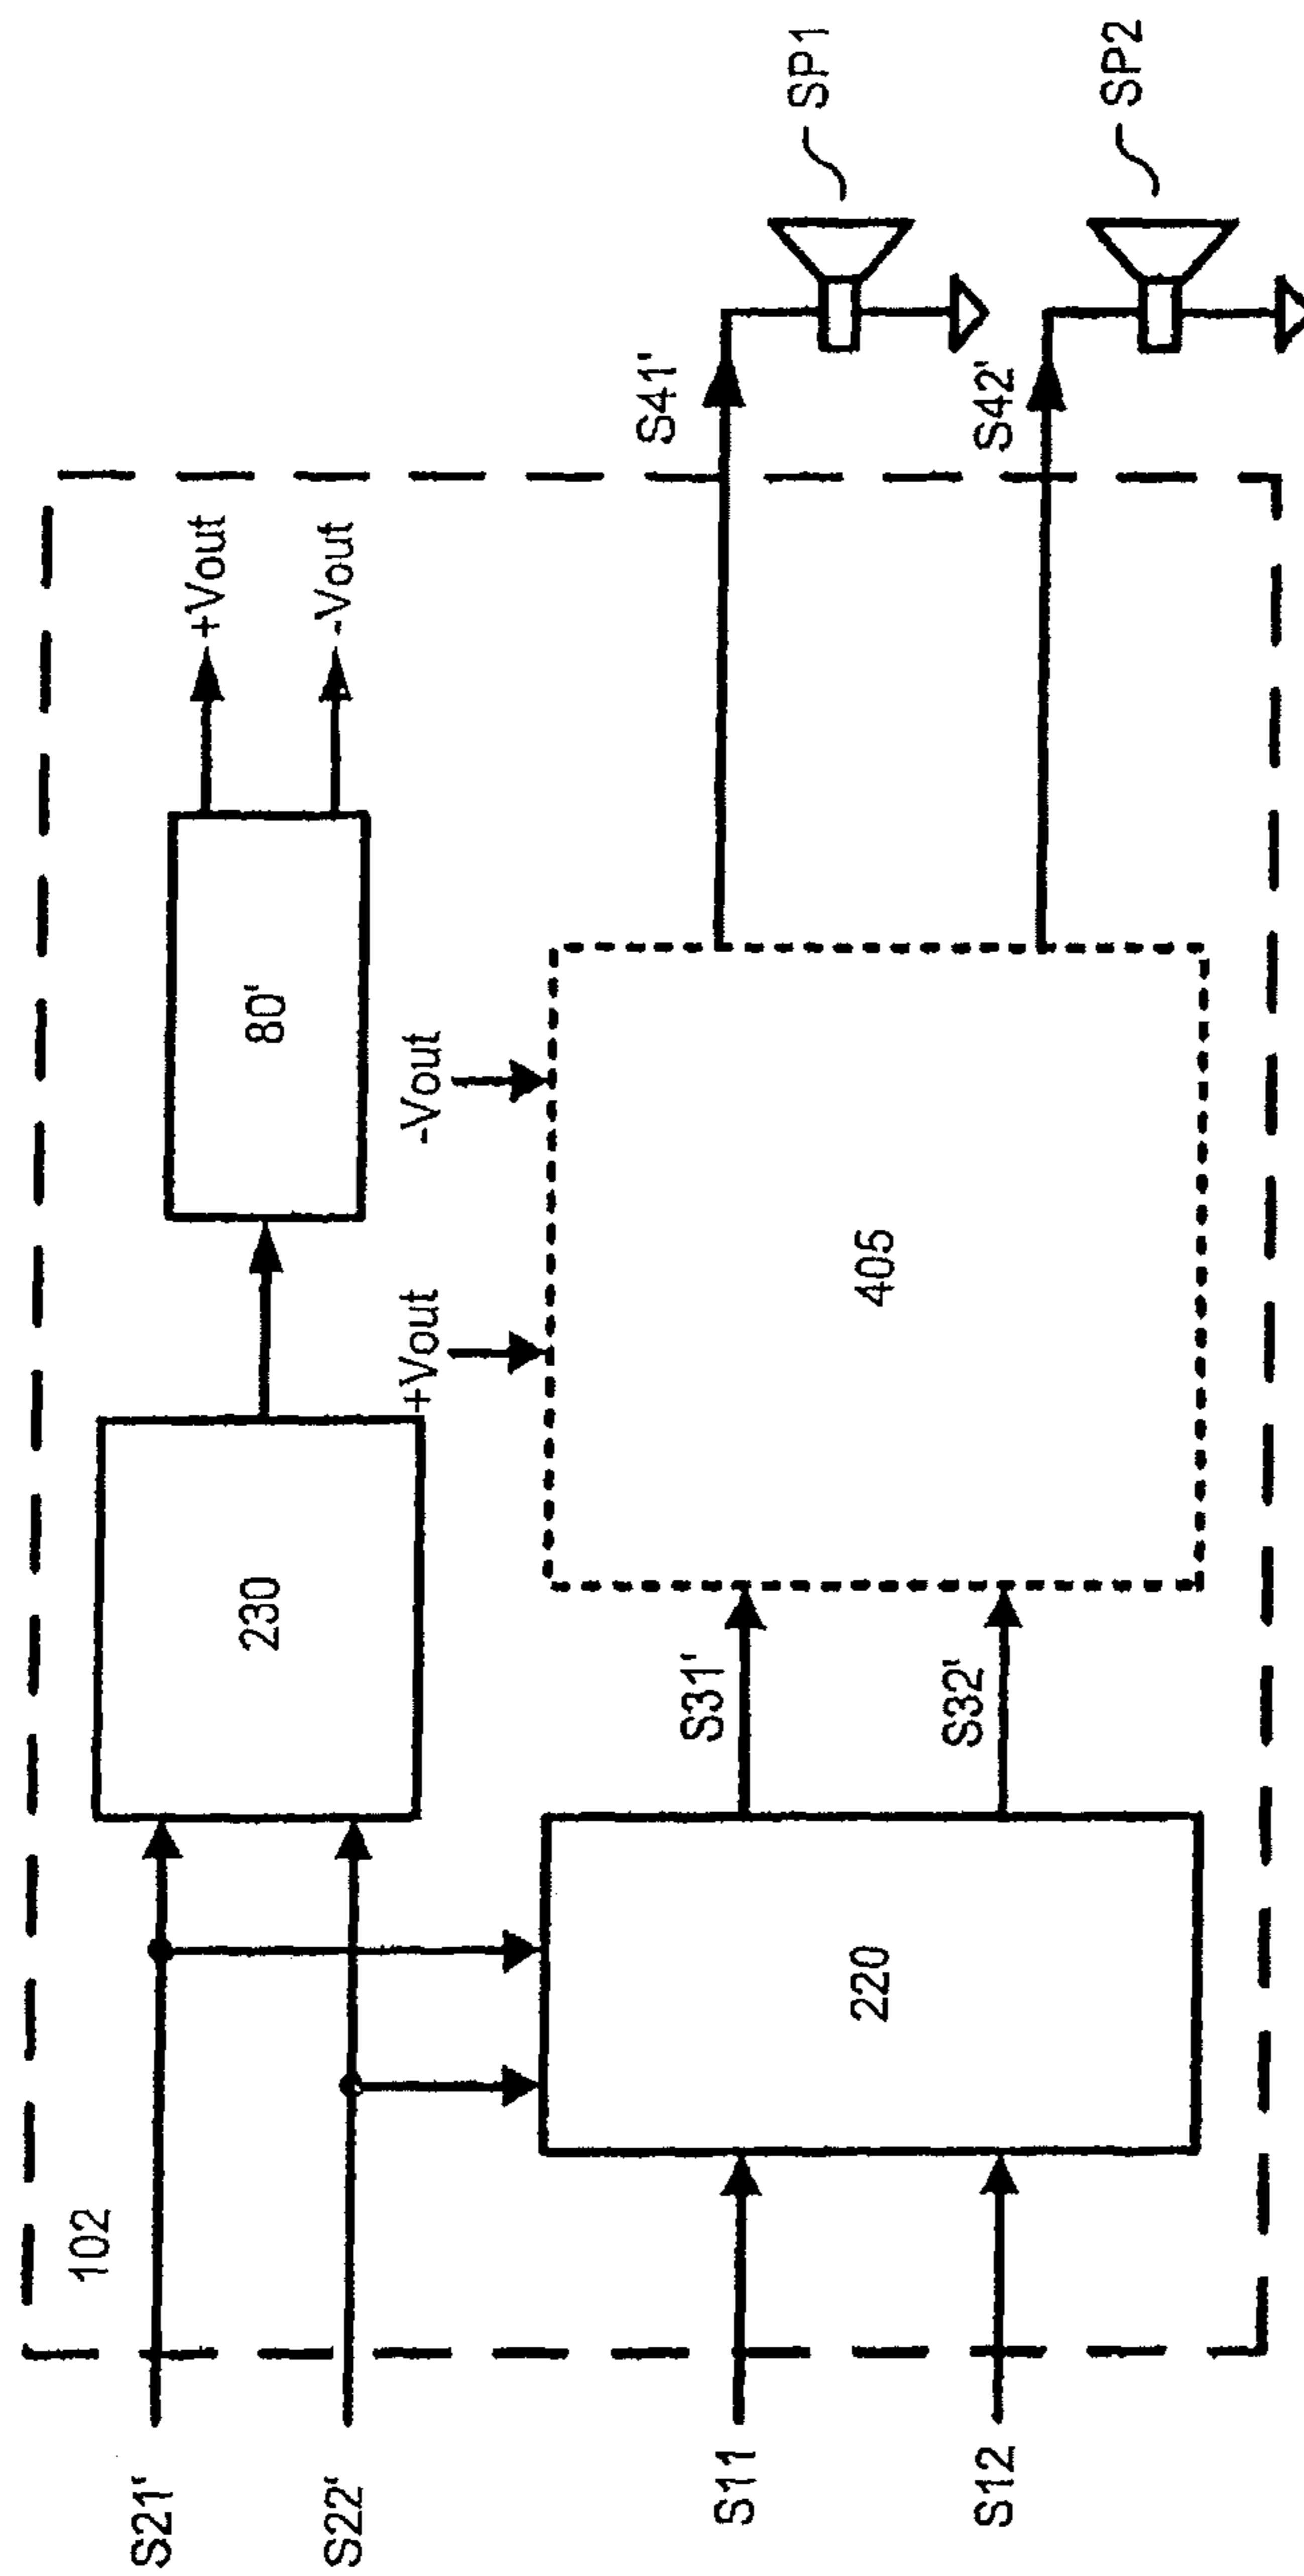 102
S21'
S22'
230
80'
+Vout
-Vout
+Vout
-Vout
S11
S12
220
S31'
S32'
405
S41'
S42'
SP1
SP2